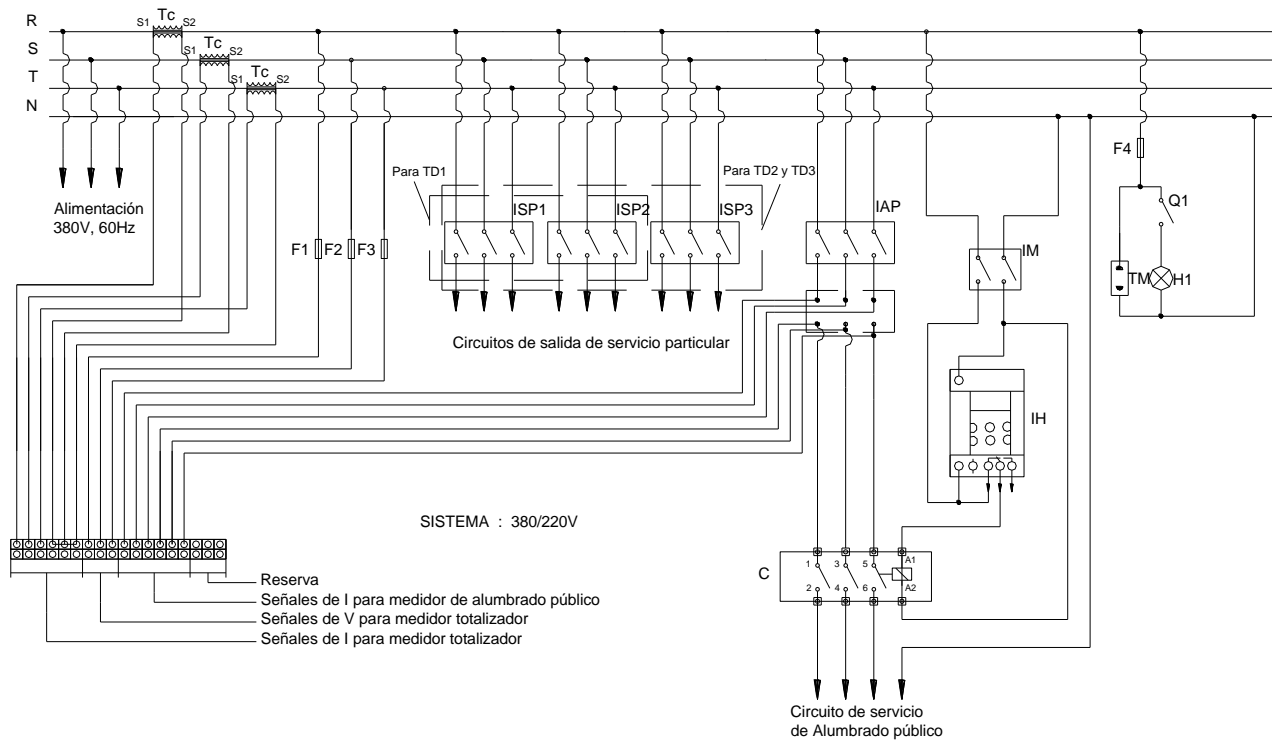 R
S1 Tc S2
S
S1 Tc S2
T
S1 Tc S2
N
Alimentación
380V, 60Hz
F1
F2
F3
Para TD1
Para TD2 y TD3
ISP1
ISP2
ISP3
IAP
Circuitos de salida de servicio particular
IM
F4
Q1
TM
H1
IH
SISTEMA : 380/220V
C
1
3
5
A1
2
4
6
A2
Reserva
Señales de I para medidor de alumbrado público
Señales de V para medidor totalizador
Señales de I para medidor totalizador
Circuito de servicio
de Alumbrado público